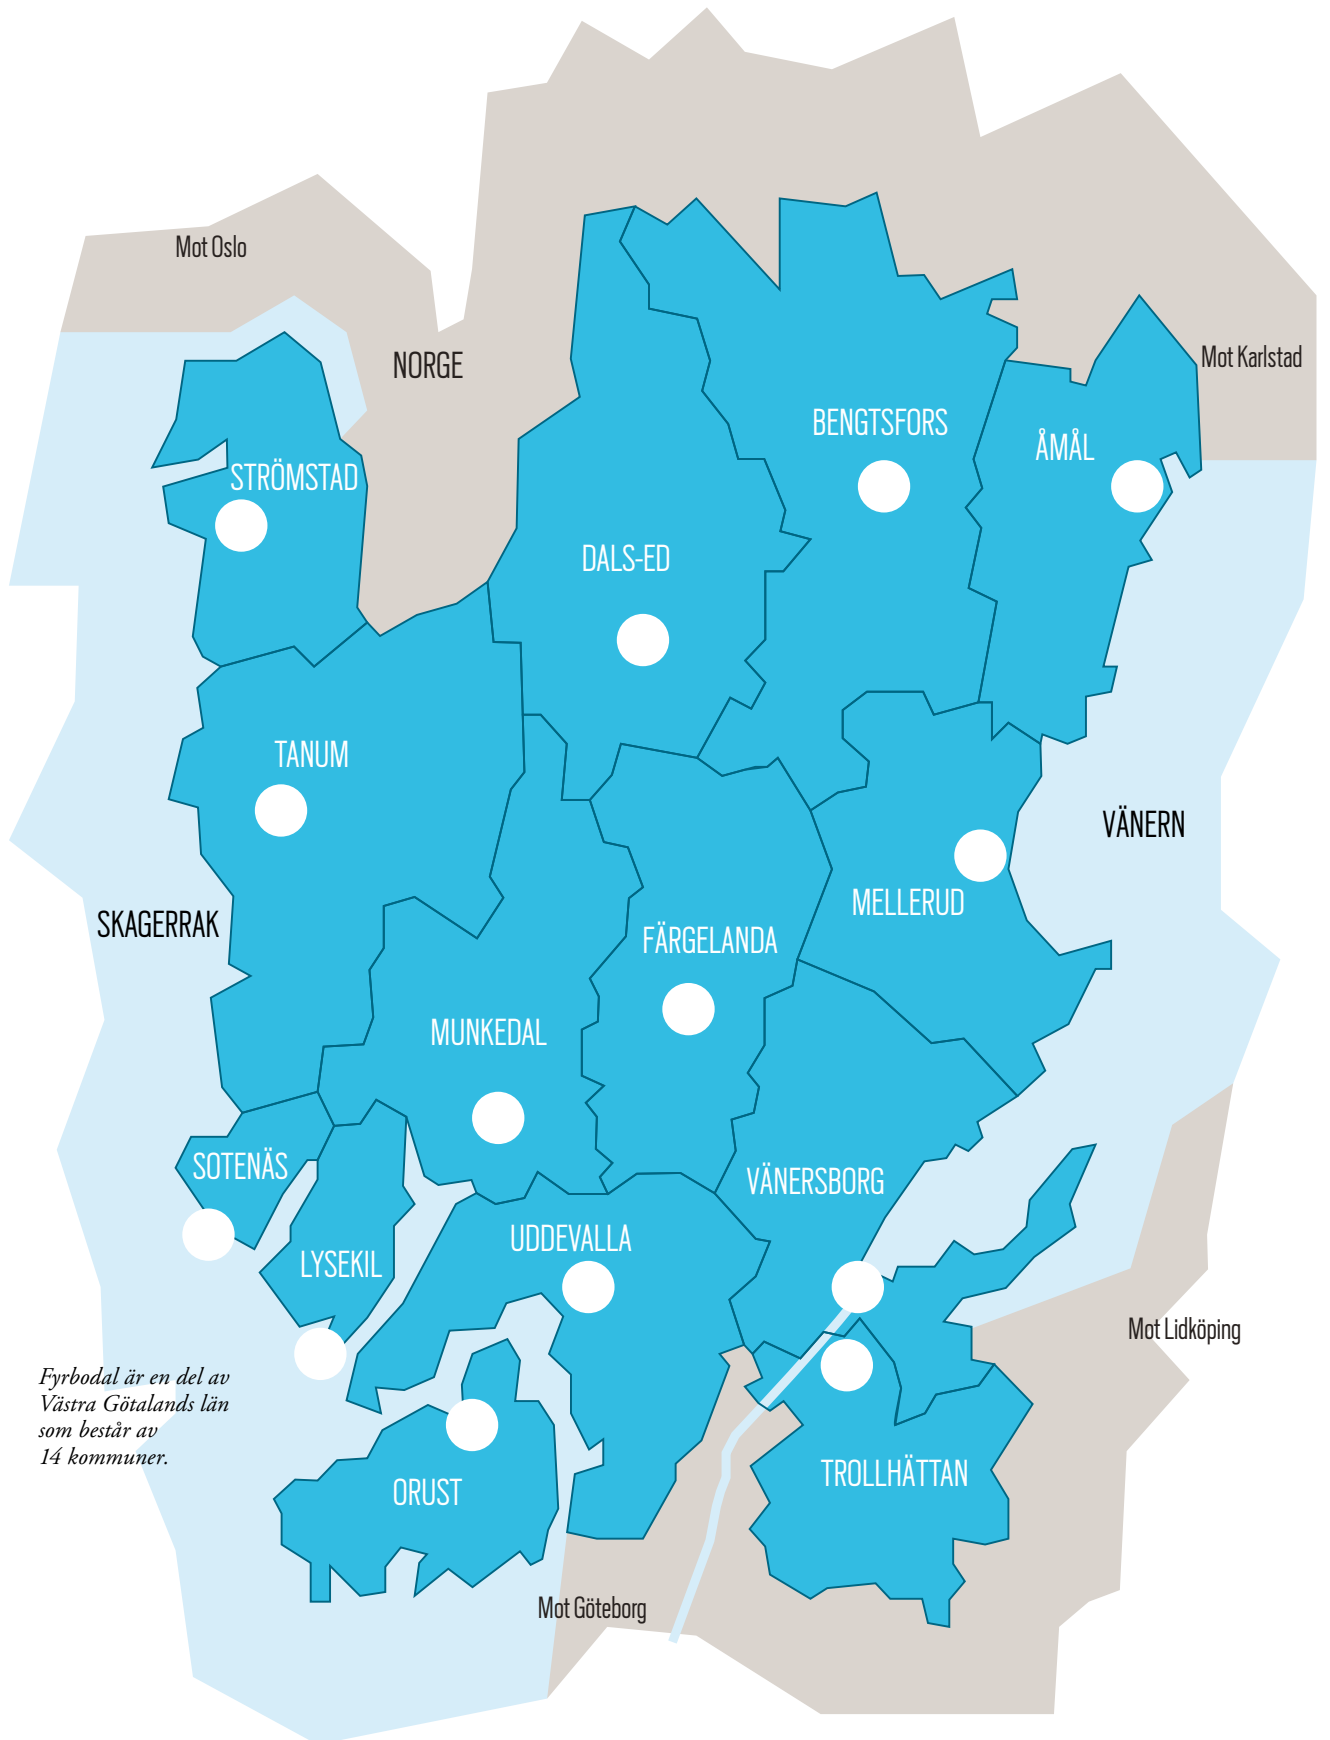 Mot Oslo
NORGE
Mot Karlstad
BENGTSFORS
ÅMÅL
STRÖMSTAD
DALS-ED
TANUM
VÄNERN
MELLERUD
SKAGERRAK
FÄRGELANDA
MUNKEDAL
SOTENÄS
VÄNERSBORG
UDDEVALLA
LYSEKIL
Mot Lidköping
Fyrbodal är en del av
Västra Götalands län
som består av
14 kommuner.
TROLLHÄTTAN
ORUST
Mot Göteborg